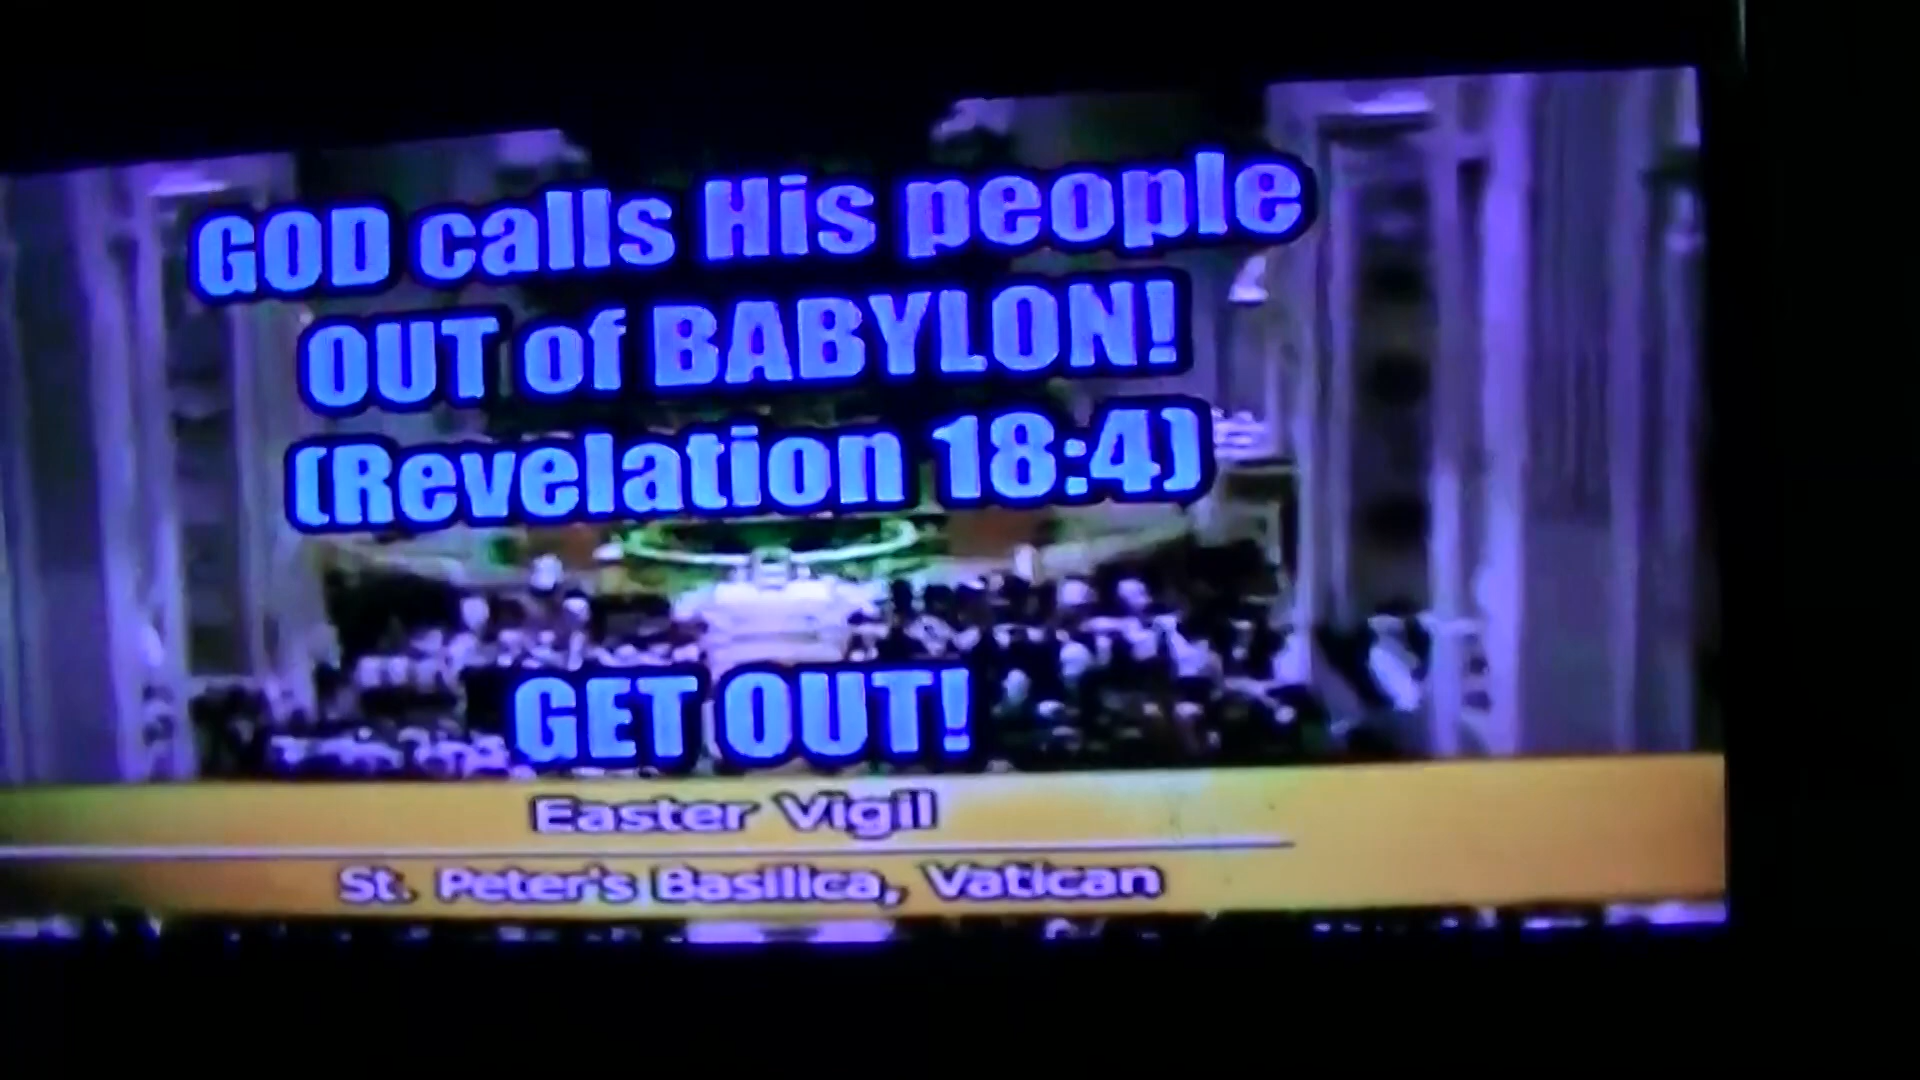 GOD calls His people
OUT of BABYLON!
(Revelation 18:4)
GET OUT!
Easter Vigil
St. Peter's Basilica, Vatican